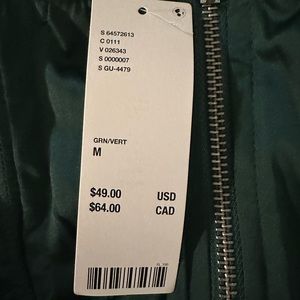 S 64572613
C 0111
V 026343
S 0000007
S GU-4479
GRN/VERT
M
$49.00 USD
$64.00 CAD